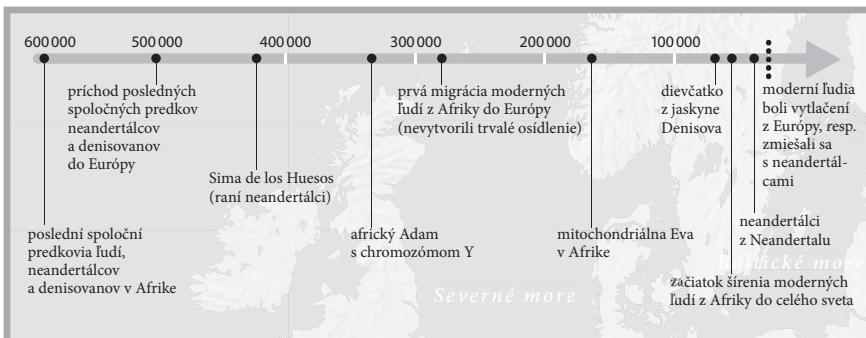 600 000
500 000
400 000
300 000
200 000
100 000
príchod posledných
spoločných predkov
neandertálcov
a denisovanov
do Európy
prvá migrácia moderných
ľudí z Afriky do Európy
(nevytvorili trvalé osídlenie)
dievčatko
z jaskyne
Denisova
moderní ľudia
boli vytlačení
z Európy, resp.
zmiešali sa
s neandertál-
cami
Sima de los Huesos
(raní neandertálci)
poslední spoloční
predkovia ľudí,
neandertálcov
a denisovanov v Afrike
africký Adam
s chromozómom Y
mitochondriálna Eva
v Afrike
neandertálci
z Neandertalu
začiatok šírenia moderných
ľudí z Afriky do celého sveta
Baltické more
Severné more